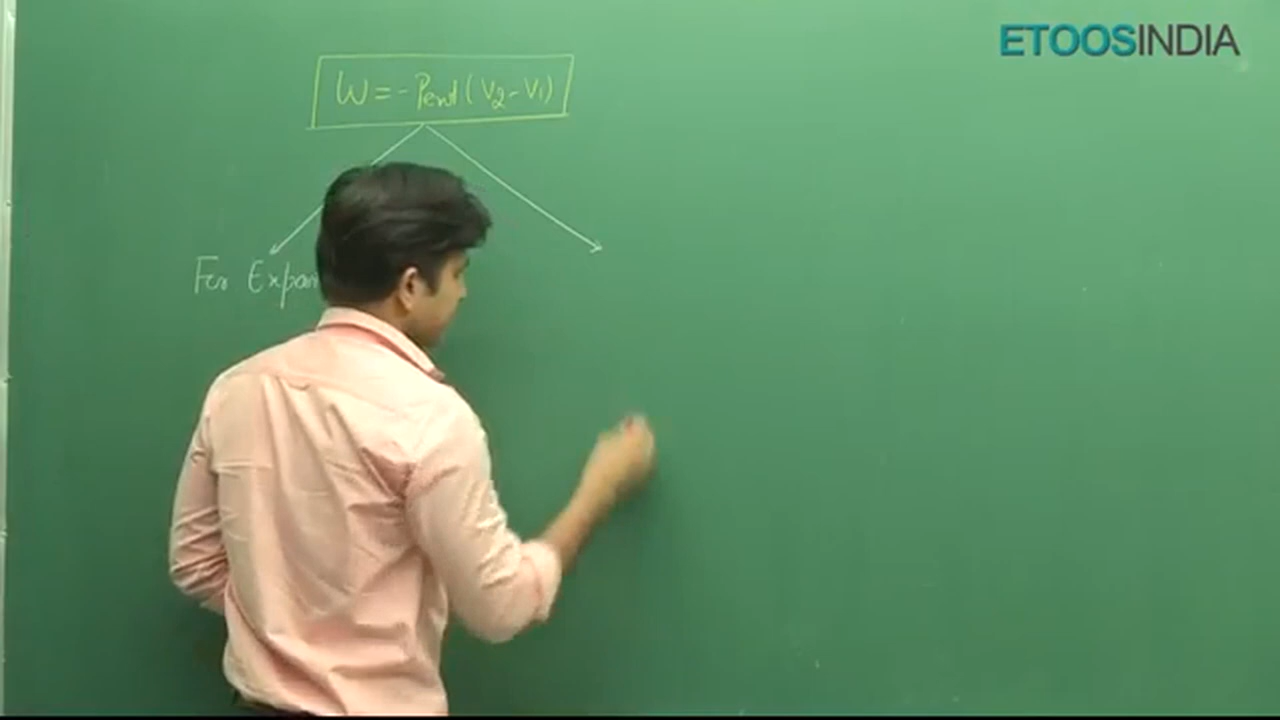 ETOOSINDIA
W = - Pext (V2 - V1)
For Expan